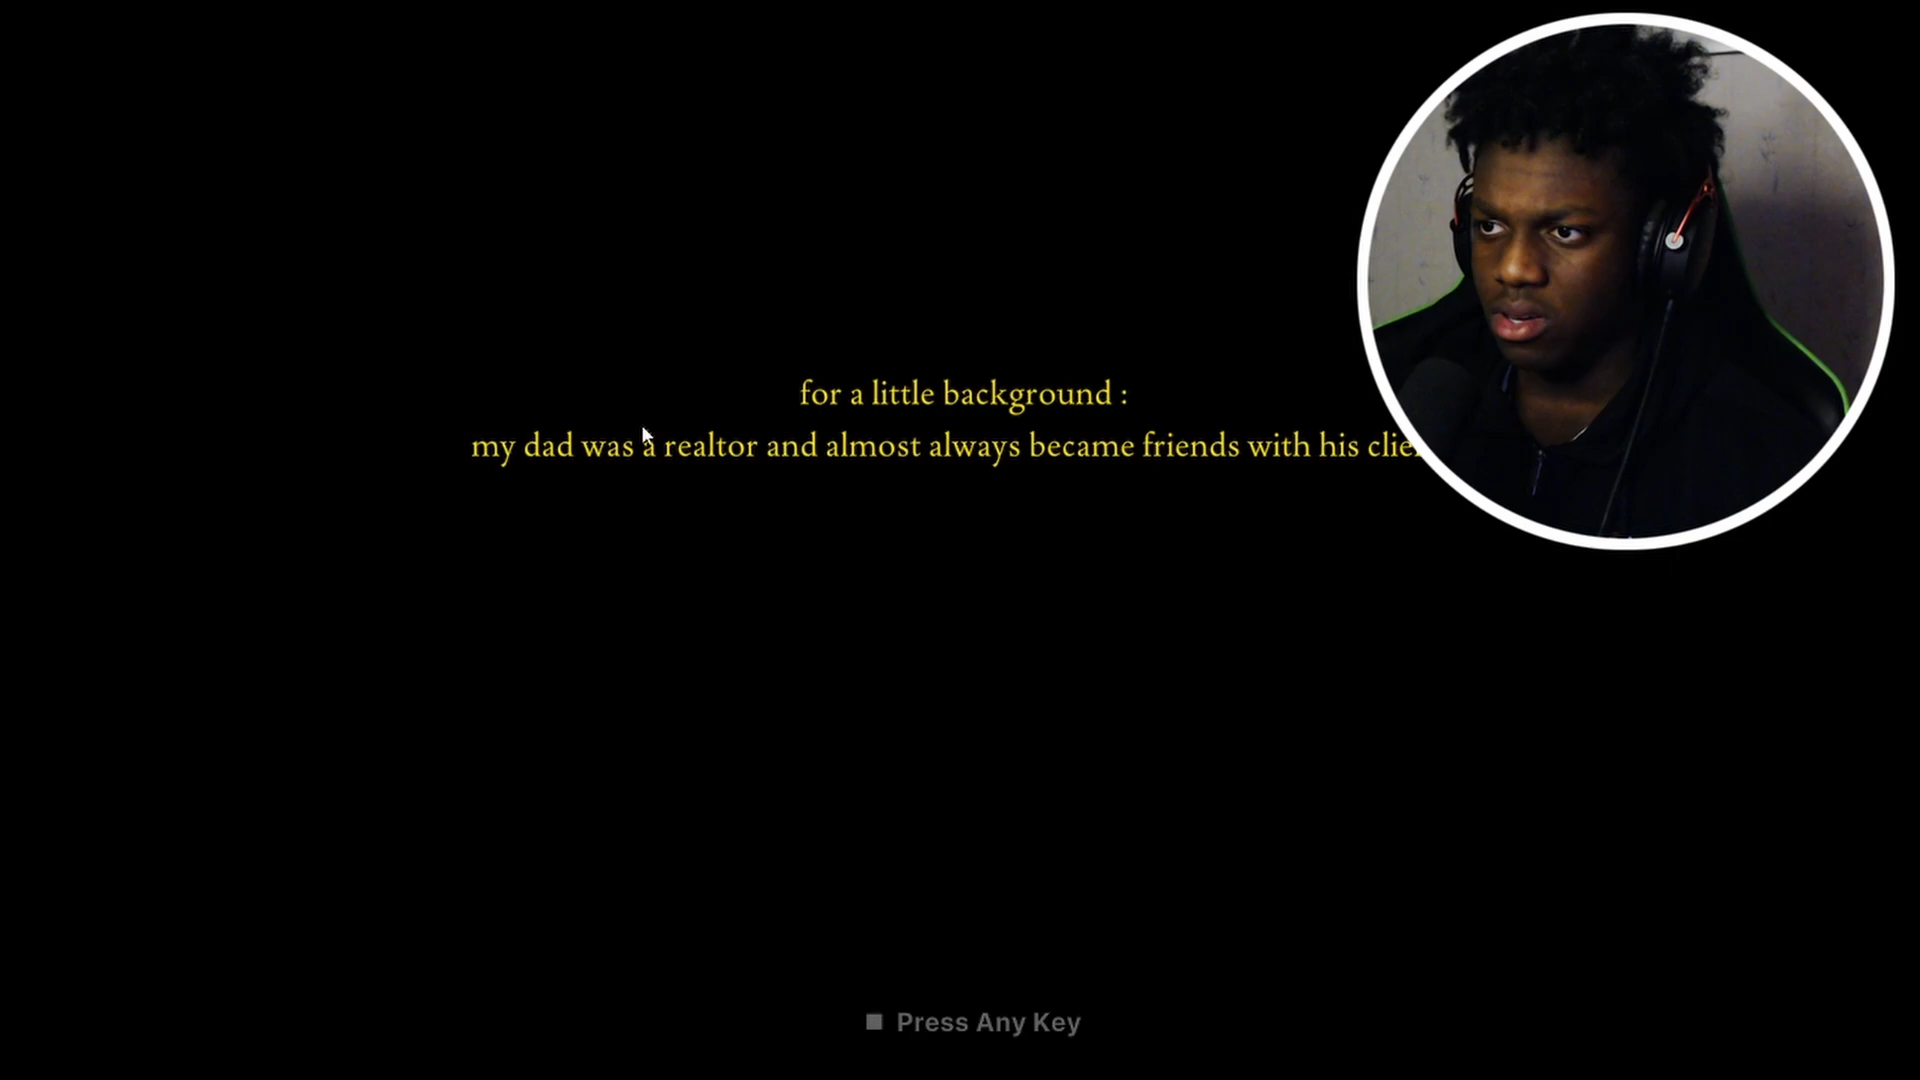 for a little background :
my dad was a realtor and almost always became friends with his
Press Any Key